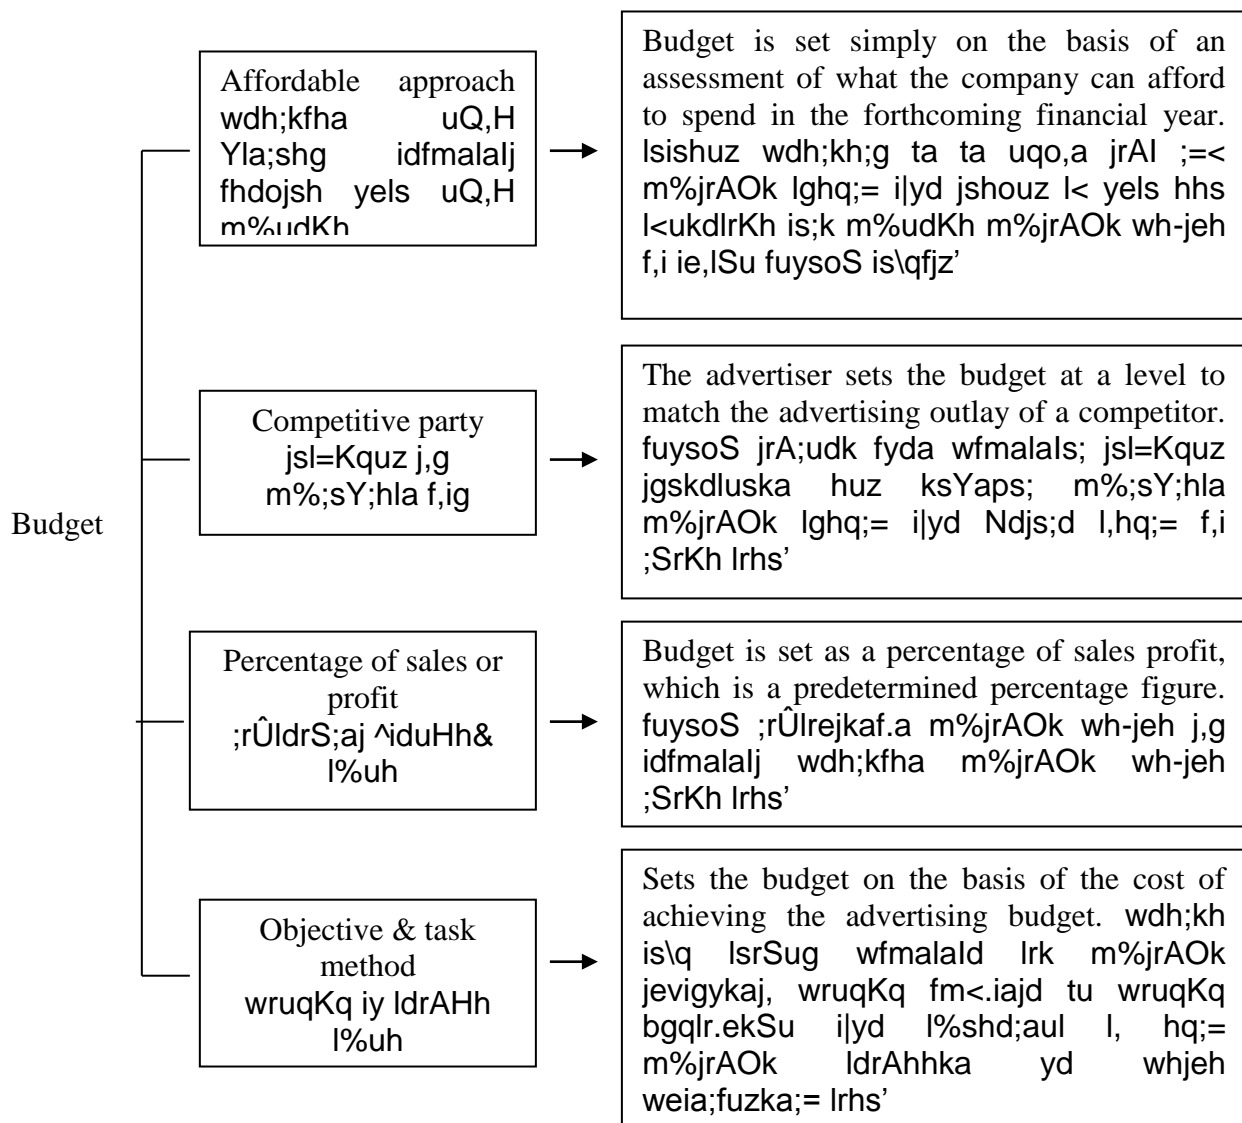 Budget
Affordable approach
wdh;kfha uQ,H
Yla;shg idfmalaIj
fhdojsh yels uQ,H
m%udKh
Budget is set simply on the basis of an
assessment of what the company can afford
to spend in the forthcoming financial year.
lsishuz wdh;kh;g ta ta uqo,a jrAI ;=<
m%jrAOk lghq;= i|yd jshouz l< yels hhs
l<ukdlrKh is;k m%udKh m%jrAOk wh-jeh
f,i ie,lSu fuysoS is\qfjz’
Competitive party
jsl=Kquz j,g
m%;sY;hla f,ig
The advertiser sets the budget at a level to
match the advertising outlay of a competitor.
fuysoS jrA;udk fyda wfmalaIs; jsl=Kquz
jgskdluska huz ksYaps; m%;sY;hla
m%jrAOk lghq;= i|yd Ndjs;d l,hq;= f,i
;SrKh lrhs’
Percentage of sales or
profit
;rÛldrS;aj ^iduHh&
l%uh
Budget is set as a percentage of sales profit,
which is a predetermined percentage figure.
fuysoS ;rÛlrejkaf.a m%jrAOk wh-jeh j,g
idfmalaIj wdh;kfha m%jrAOk wh-jeh
;SrKh lrhs’
Objective & task
method
wruqKq iy ldrAHh
l%uh
Sets the budget on the basis of the cost of
achieving the advertising budget. wdh;kh
is\q lsrSug wfmalaId lrk m%jrAOk
jevigykaj, wruqKq fm<.iajd tu wruqKq
bgqlr.ekSu i|yd l%shd;aul l, hq;=
m%jrAOk ldrAhhka yd whjeh
weia;fuzka;= lrhs’